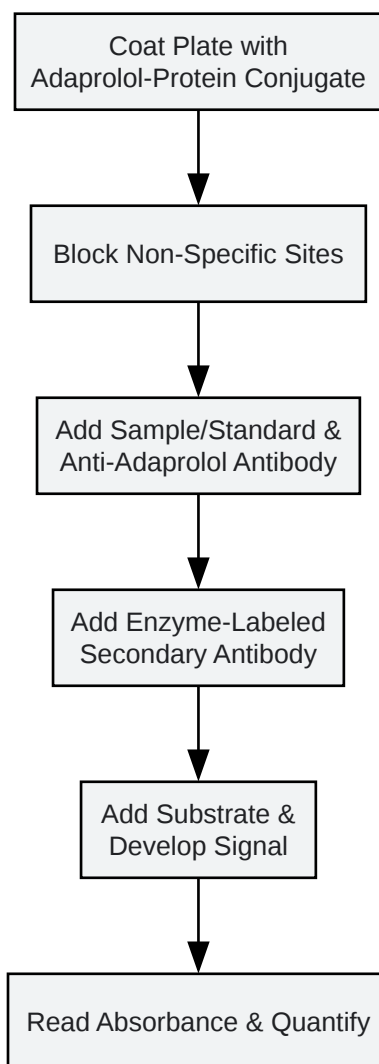 Coat Plate with
Adaprolol-Protein Conjugate
Block Non-Specific Sites
Add Sample/Standard &
Anti-Adaprolol Antibody
Add Enzyme-Labeled
Secondary Antibody
Add Substrate &
Develop Signal
Read Absorbance & Quantify